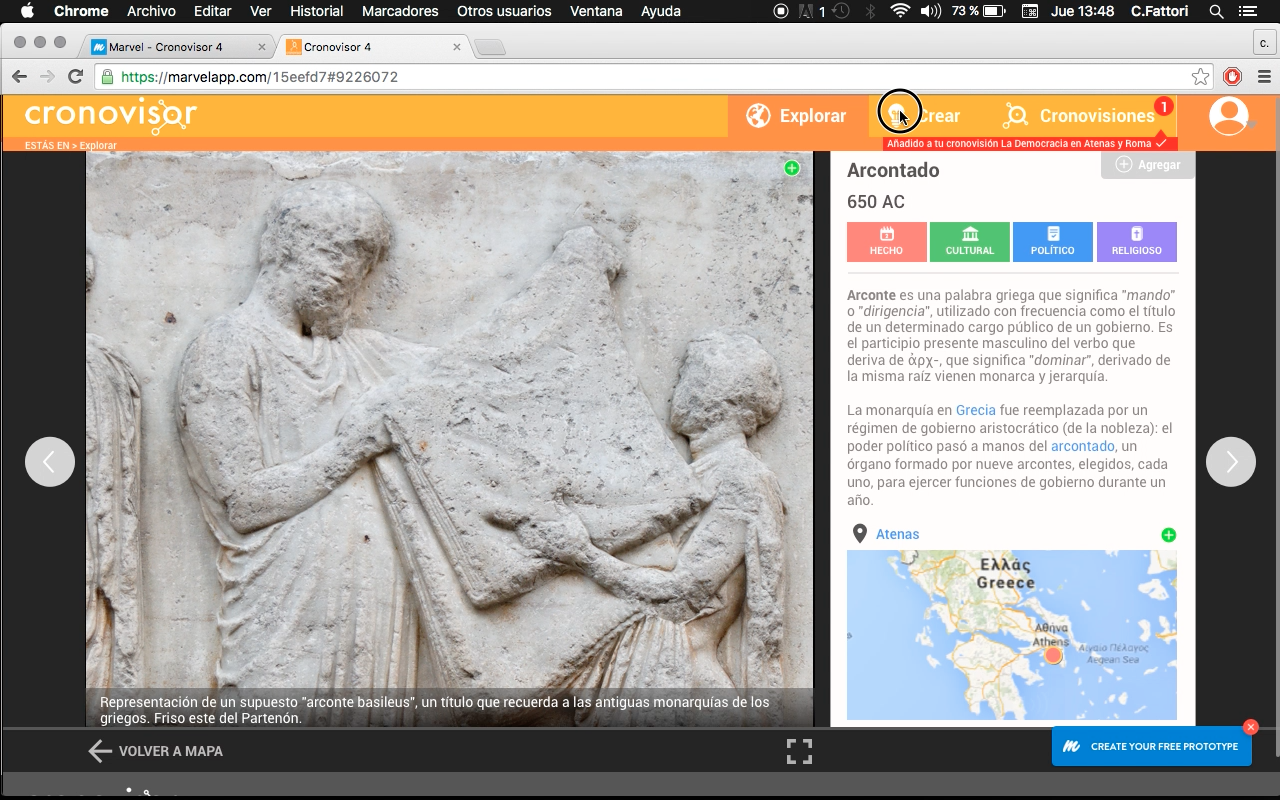 Chrome Archivo Editar Ver Historial Marcadores Otros usuarios Ventana Ayuda 1 73 % Jue 13:48 C.Fattori
Marvel - Cronovisor 4 Cronovisor 4 c.
https://marvelapp.com/15eefd7#9226072
cronovisor Explorar Crear Cronovisiones 1
ESTÁS EN > Explorar Añadido a tu cronovisión La Democracia en Atenas y Roma
Agregar
Arcontado
650 AC
HECHO CULTURAL POLÍTICO RELIGIOSO
Arconte es una palabra griega que significa "mando"
o "dirigencia", utilizado con frecuencia como el título
de un determinado cargo público de un gobierno. Es
el participio presente masculino del verbo que
deriva de ἀρχ-, que significa "dominar", derivado de
la misma raíz vienen monarca y jerarquía.
La monarquía en Grecia fue reemplazada por un
régimen de gobierno aristocrático (de la nobleza): el
poder político pasó a manos del arcontado, un
órgano formado por nueve arcontes, elegidos, cada
uno, para ejercer funciones de gobierno durante un
año.
Atenas
Ελλάς
Greece
Αθήνα
Athens
Αιγαίο Πέλαγος
Aegean Sea
Representación de un supuesto "arconte basileus", un título que recuerda a las antiguas monarquías de los
griegos. Friso este del Partenón.
VOLVER A MAPA
CREATE YOUR FREE PROTOTYPE